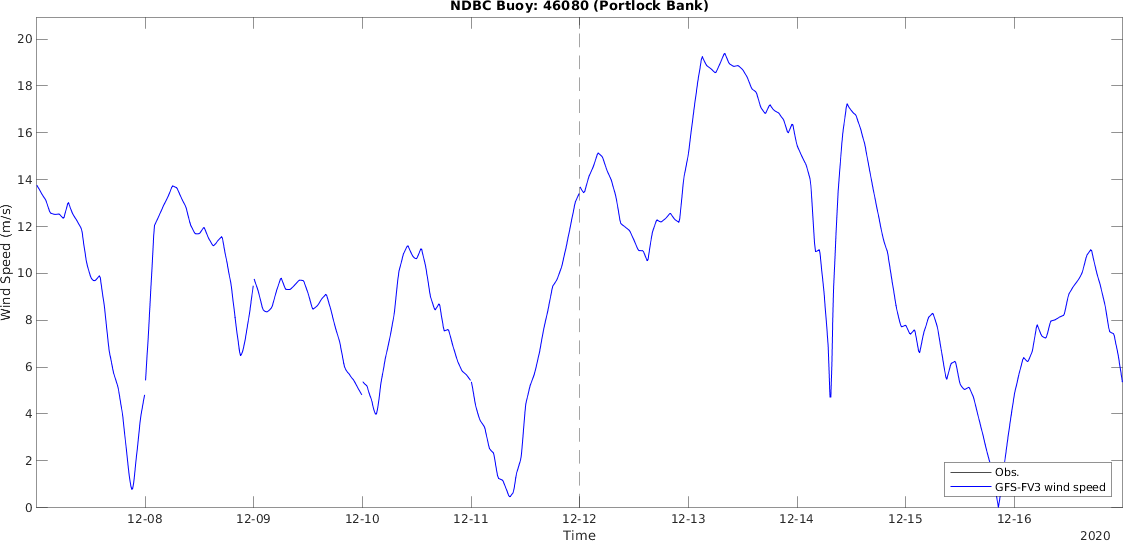 NDBC Buoy: 46080 (Portlock Bank)
20
18
16
14
12
10
8
6
4
2
0
Wind Speed (m/s)
Obs.
GFS-FV3 wind speed
12-08 12-09 12-10 12-11 12-12 12-13 12-14 12-15 12-16
Time
2020